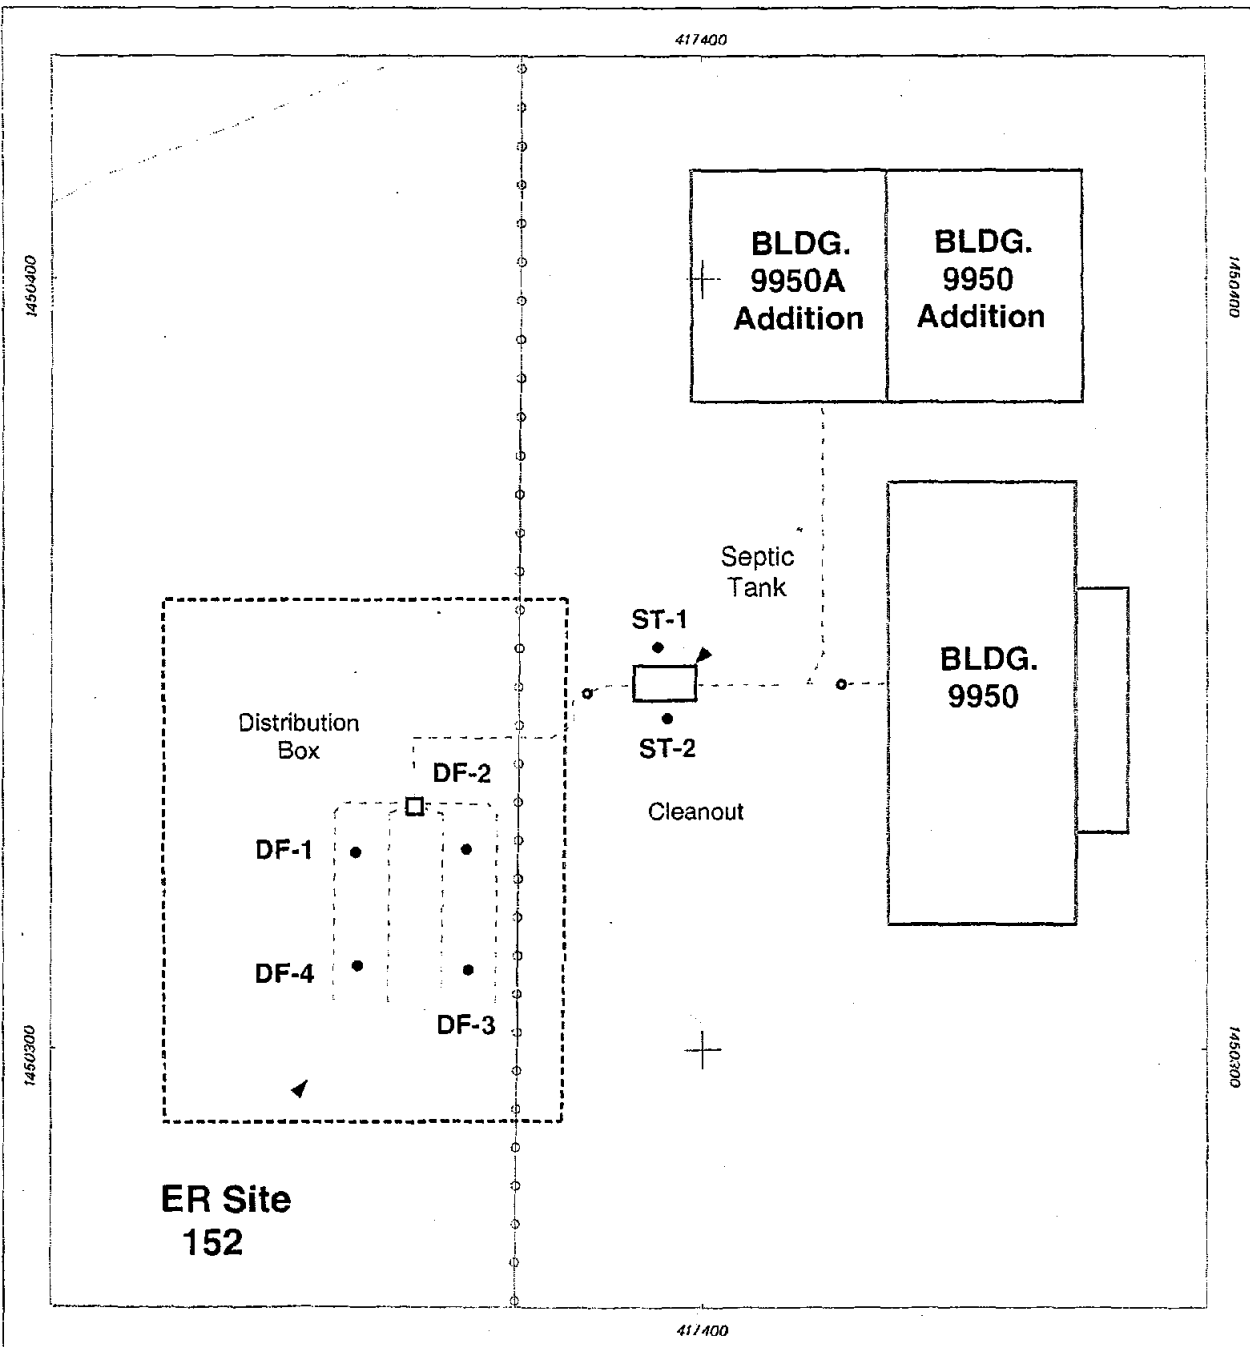 417400
1450400
BLDG.
9950A
Addition
BLDG.
9950
Addition
1450400
Septic
Tank
ST-1
BLDG.
9950
Distribution
Box
ST-2
DF-2
Cleanout
DF-1
DF-4
DF-3
1450300
1450300
ER Site
152
417400